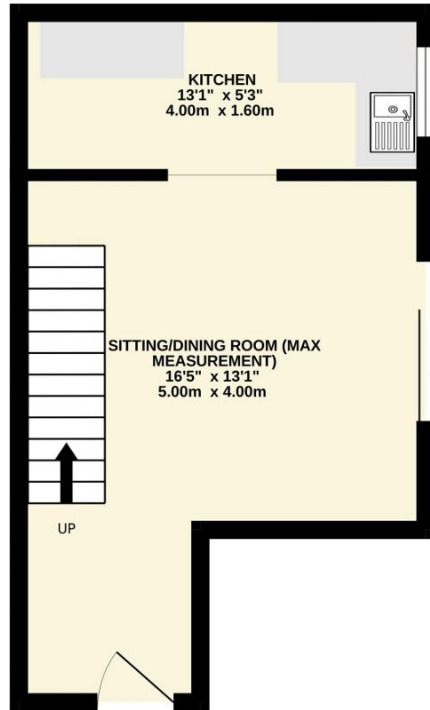 KITCHEN
13'1" x 5'3"
4.00m x 1.60m
SITTING/DINING ROOM (MAX
MEASUREMENT)
16'5" x 13'1"
5.00m x 4.00m
UP